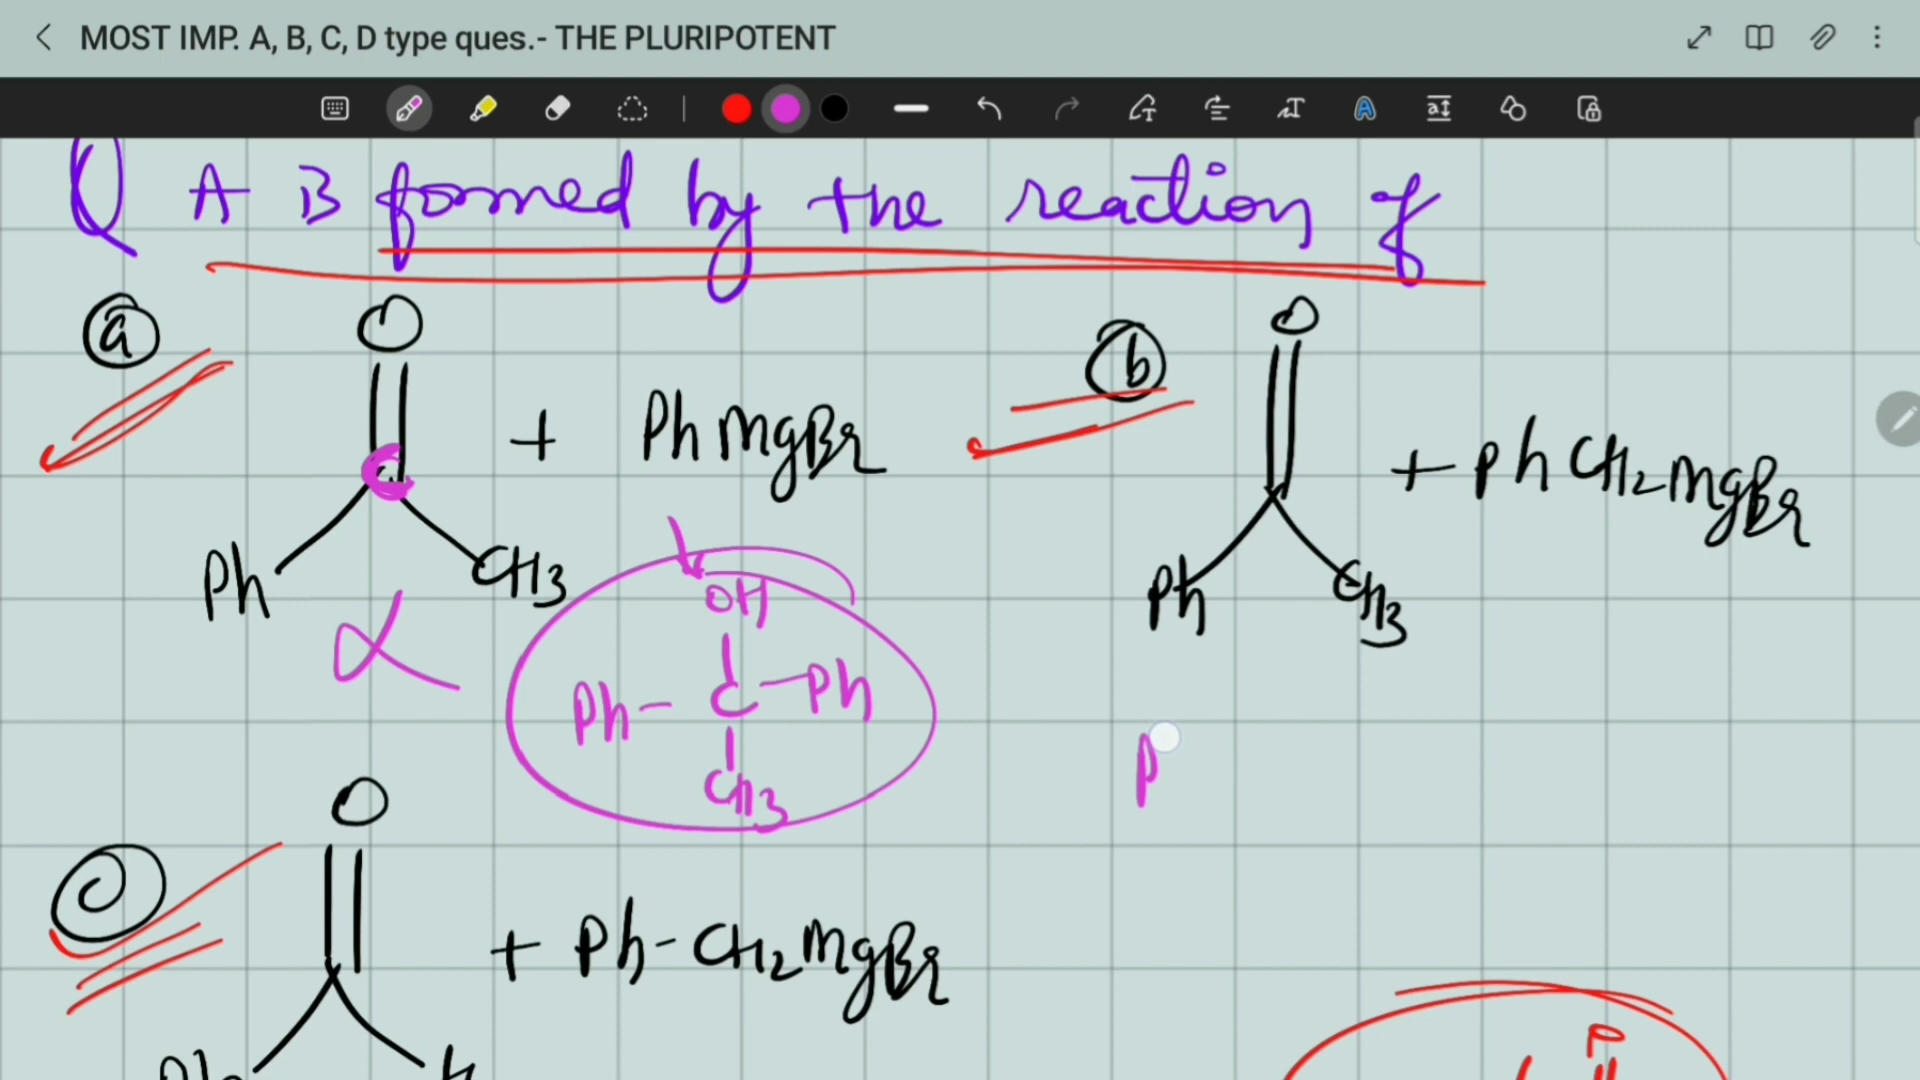 MOST IMP. A, B, C, D type ques.- THE PLURIPOTENT
Q A B formed by the reaction of
a
O
C
Ph
CH3
+ PhMgBr
α
OH
Ph-C-Ph
CH3
b
O
Ph
CH3
+ PhCH2MgBr
P
C
O
+ Ph-CH2MgBr